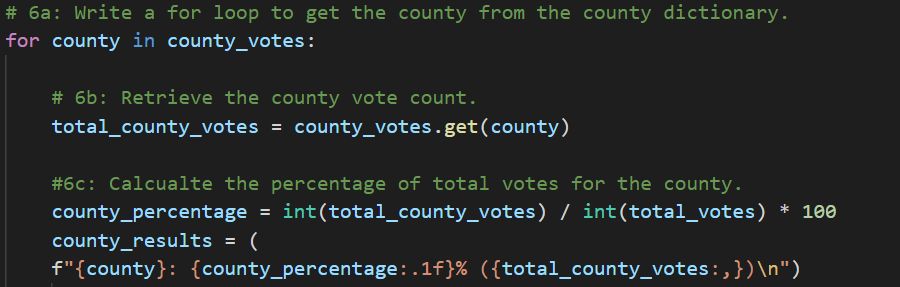 # 6a: Write a for loop to get the county from the county dictionary.
for county in county_votes:
# 6b: Retrieve the county vote count.
total_county_votes = county_votes.get(county)
#6c: Calcualte the percentage of total votes for the county.
county_percentage = int(total_county_votes) / int(total_votes) * 100
county_results = (
f"{county}: {county_percentage:.1f}% ({total_county_votes:,})\n")